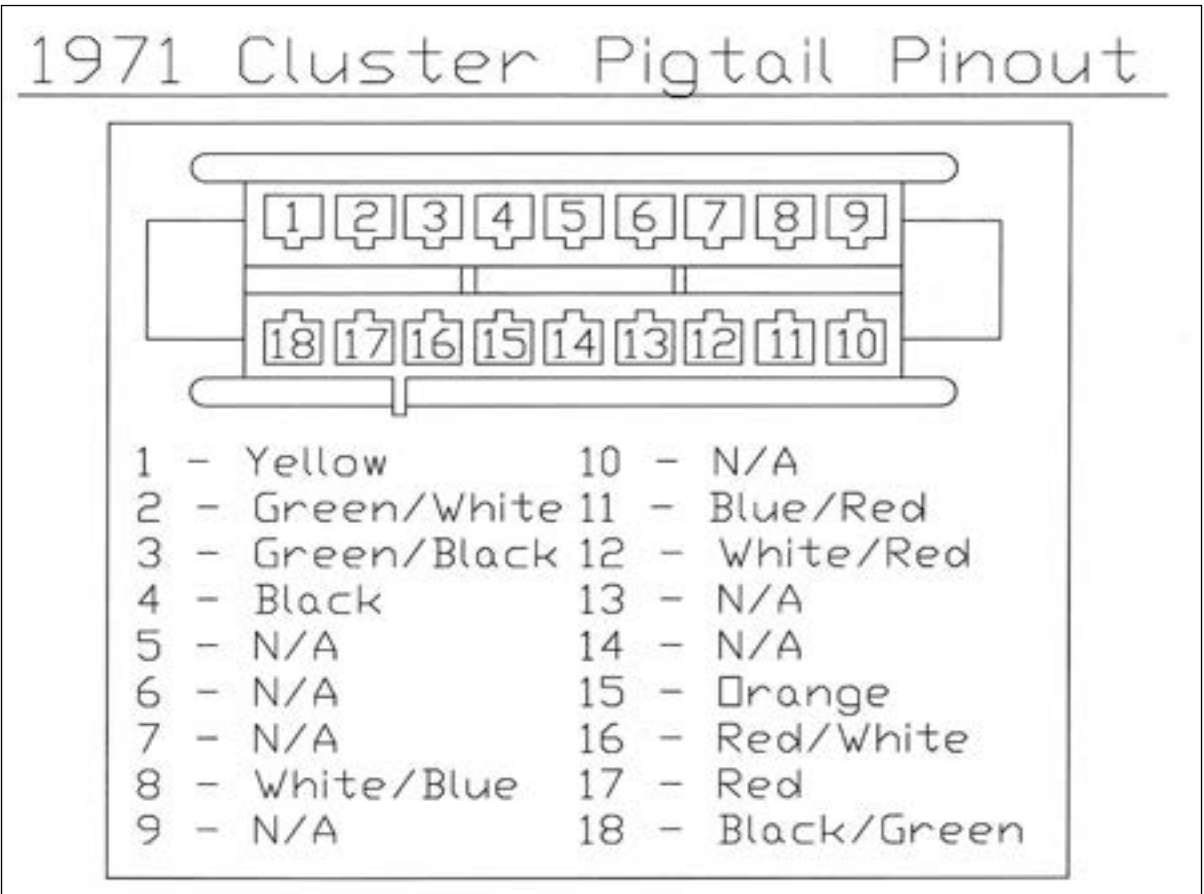 1971 Cluster Pigtail Pinout
1 2 3 4 5 6 7 8 9
18 17 16 15 14 13 12 11 10
1 - Yellow
2 - Green/White
3 - Green/Black
4 - Black
5 - N/A
6 - N/A
7 - N/A
8 - White/Blue
9 - N/A
10 - N/A
11 - Blue/Red
12 - White/Red
13 - N/A
14 - N/A
15 - Orange
16 - Red/White
17 - Red
18 - Black/Green